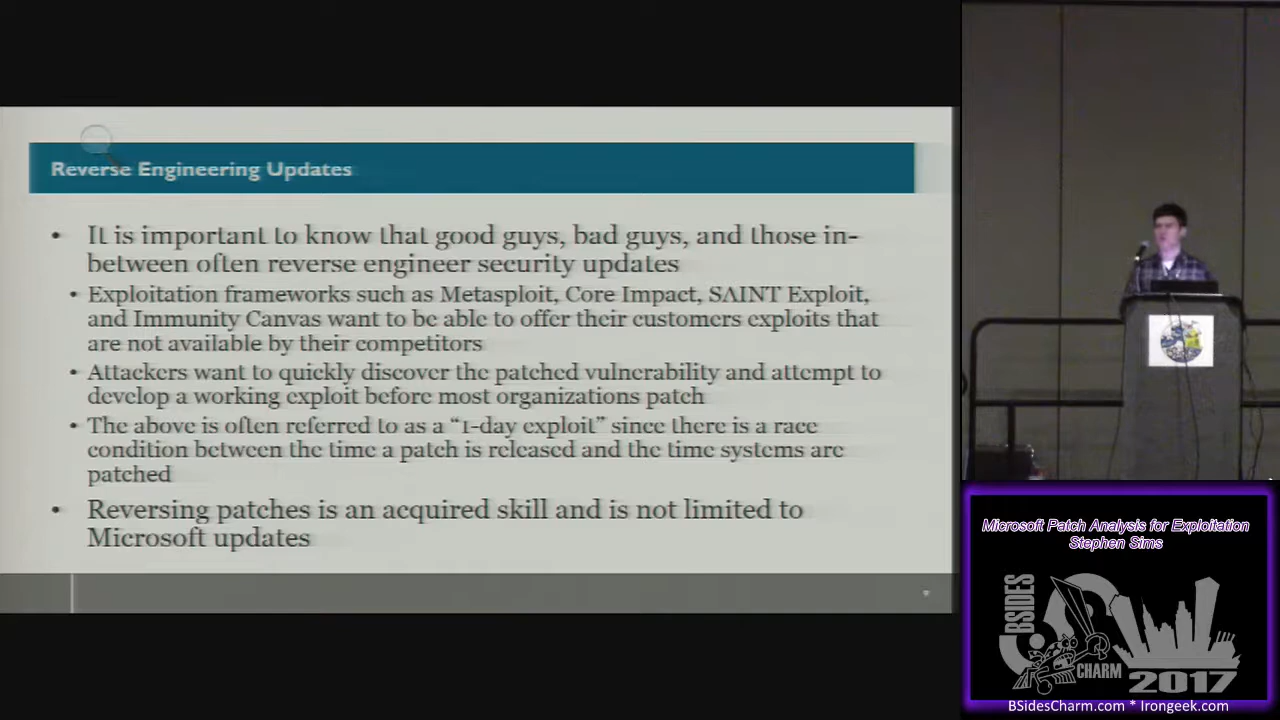 Reverse Engineering Updates
• It is important to know that good guys, bad guys, and those in-
between often reverse engineer security updates
• Exploitation frameworks such as Metasploit, Core Impact, SAINT Exploit,
and Immunity Canvas want to be able to offer their customers exploits that
are not available by their competitors
• Attackers want to quickly discover the patched vulnerability and attempt to
develop a working exploit before most organizations patch
• The above is often referred to as a “1-day exploit” since there is a race
condition between the time a patch is released and the time systems are
patched
• Reversing patches is an acquired skill and is not limited to
Microsoft updates
Microsoft Patch Analysis for Exploitation
Stephen Sims
BSIDES
CHARM
2017
BSidesCharm.com * Irongeek.com